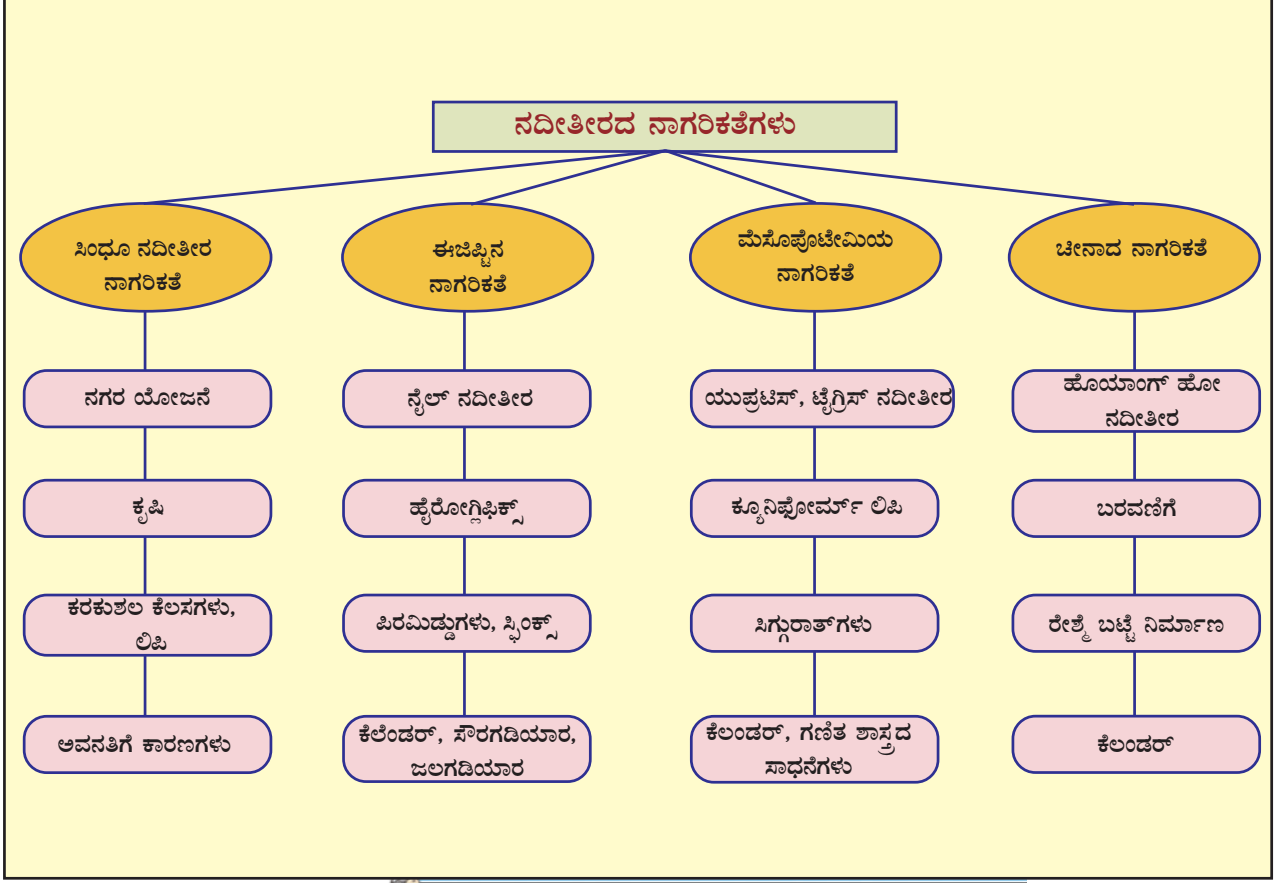 ನದೀತೀರದ ನಾಗರಿಕತೆಗಳು
ಸಿಂಧೂ ನದೀತೀರ
ನಾಗರಿಕತೆ
ನಗರ ಯೋಜನೆ
ಕೃಷಿ
ಕರಕುಶಲ ಕೆಲಸಗಳು,
ಲಿಪಿ
ಅವನತಿಗೆ ಕಾರಣಗಳು
ಈಜಿಪ್ಟಿನ
ನಾಗರಿಕತೆ
ನೈಲ್ ನದೀತೀರ
ಹೈರೋಗ್ಲಿಫಿಕ್ಸ್
ಪಿರಮಿಡ್ಡುಗಳು, ಸ್ಫಿಂಕ್ಸ್
ಕೆಲೆಂಡರ್, ಸೌರಗಡಿಯಾರ,
ಜಲಗಡಿಯಾರ
ಮೆಸೊಪೊಟೇಮಿಯ
ನಾಗರಿಕತೆ
ಯುಪ್ರಟಿಸ್, ಟೈಗ್ರಿಸ್ ನದೀತೀರ
ಕ್ಯೂನಿಫೋರ್ಮ್ ಲಿಪಿ
ಸಿಗ್ಗುರಾತ್‌ಗಳು
ಕೆಲಂಡರ್, ಗಣಿತ ಶಾಸ್ತ್ರದ
ಸಾಧನೆಗಳು
ಚೀನಾದ ನಾಗರಿಕತೆ
ಹೊಯಾಂಗ್ ಹೋ
ನದೀತೀರ
ಬರವಣಿಗೆ
ರೇಶ್ಮೆ ಬಟ್ಟೆ ನಿರ್ಮಾಣ
ಕೆಲಂಡರ್